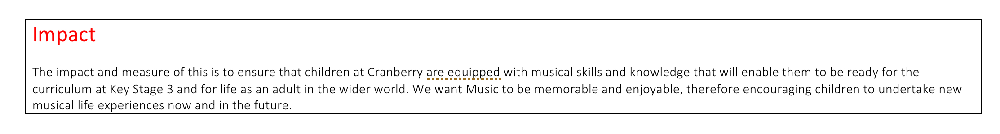 Impact
The impact and measure of this is to ensure that children at Cranberry are equipped with musical skills and knowledge that will enable them to be ready for the
curriculum at Key Stage 3 and for life as an adult in the wider world. We want Music to be memorable and enjoyable, therefore encouraging children to undertake new
musical life experiences now and in the future.